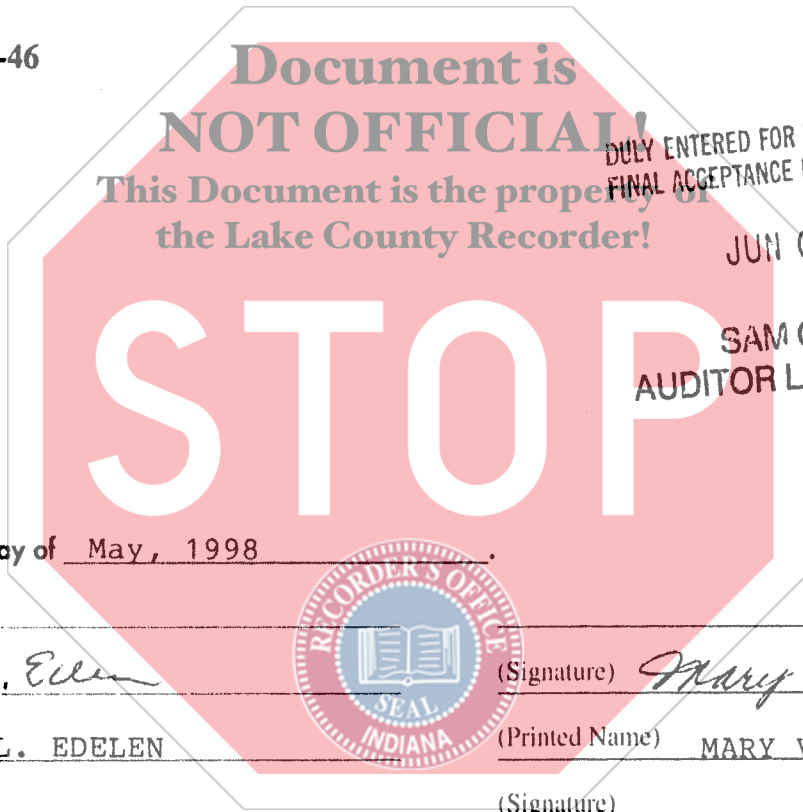 -46
Document is
NOT OFFICIAL!
This Document is the property of
the Lake County Recorder!
DULY ENTERED FOR
FINAL ACCEPTANCE
JUN
SAM
AUDITOR L
STOP
ay of May, 1998.
RECORDER'S OFFICE
SEAL
INDIANA
(Signature) Mary
L. EDELEN
(Printed Name) MARY V
(Signature)